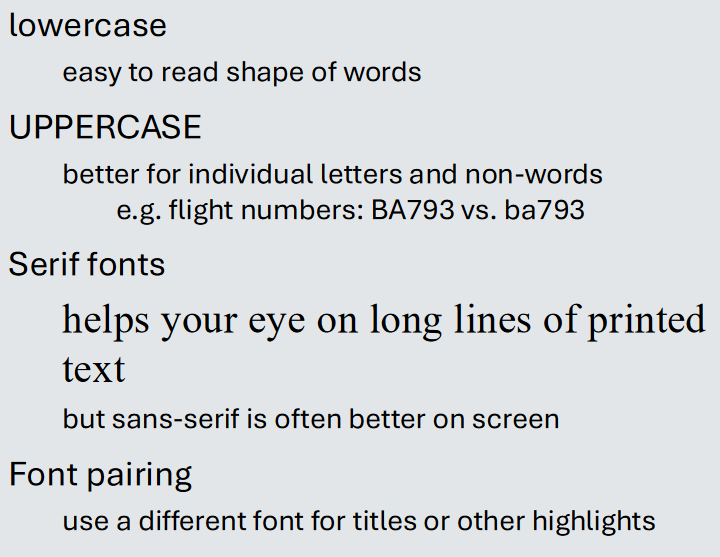 lowercase
easy to read shape of words
UPPERCASE
better for individual letters and non-words
e.g. flight numbers: BA793 vs. ba793
Serif fonts
helps your eye on long lines of printed
text
but sans-serif is often better on screen
Font pairing
use a different font for titles or other highlights